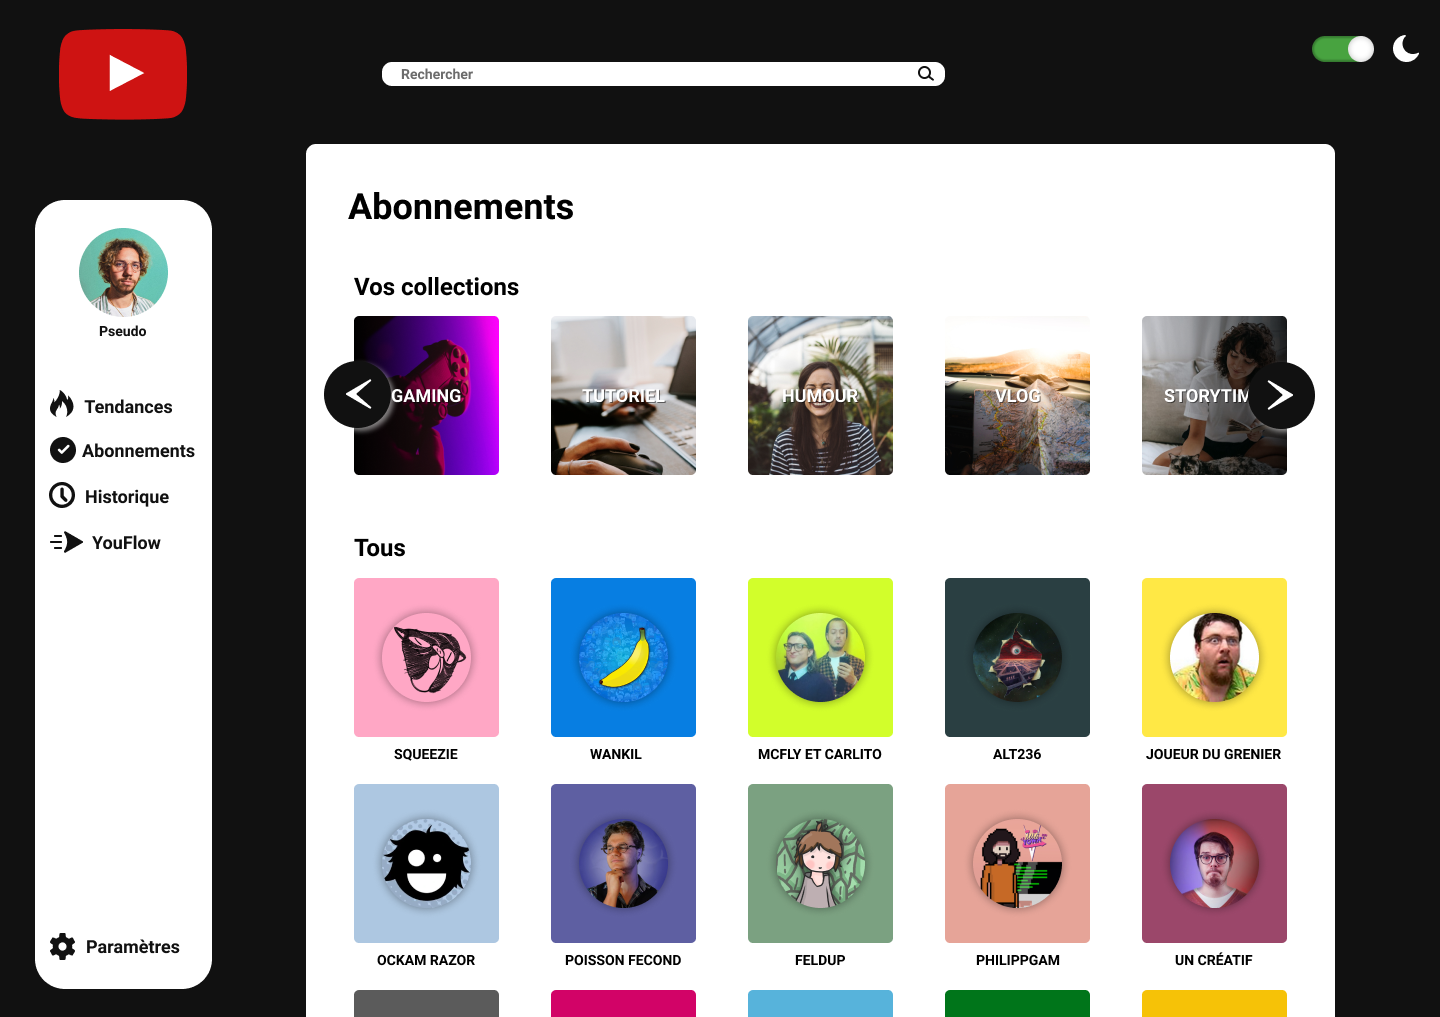 Rechercher
Pseudo
Tendances
Abonnements
Historique
YouFlow
Paramètres
Abonnements
Vos collections
GAMING
TUTORIEL
HUMOUR
VLOG
STORYTIM
Tous
SQUEEZIE
WANKIL
MCFLY ET CARLITO
ALT236
JOUEUR DU GRENIER
OCKAM RAZOR
POISSON FECOND
FELDUP
PHILIPPGAM
UN CRÉATIF